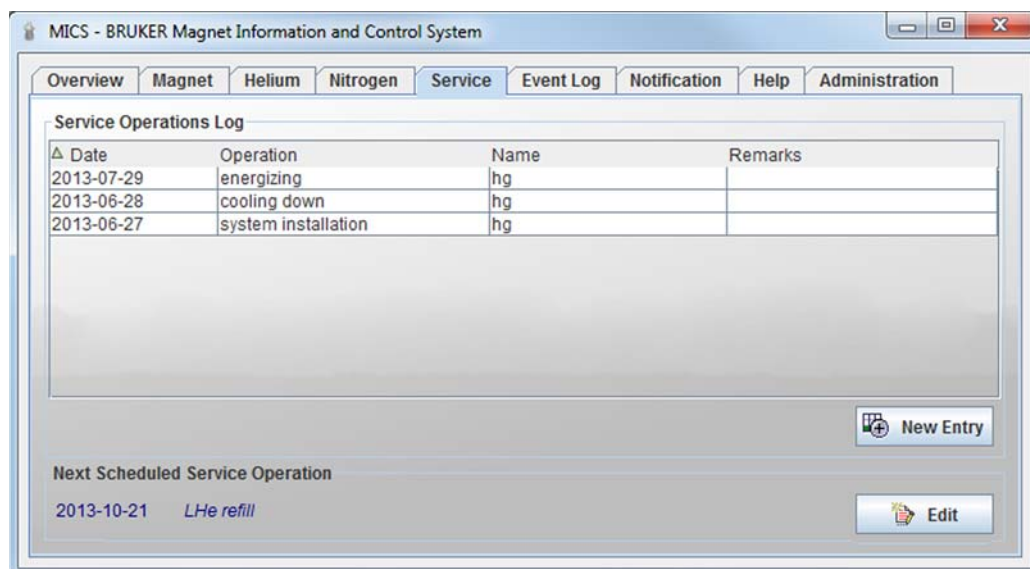 MICS - BRUKER Magnet Information and Control System
Overview Magnet Helium Nitrogen Service Event Log Notification Help Administration
Service Operations Log
Date Operation Name Remarks
2013-07-29 energizing hg
2013-06-28 cooling down hg
2013-06-27 system installation hg
New Entry
Next Scheduled Service Operation
2013-10-21 LHe refill
Edit